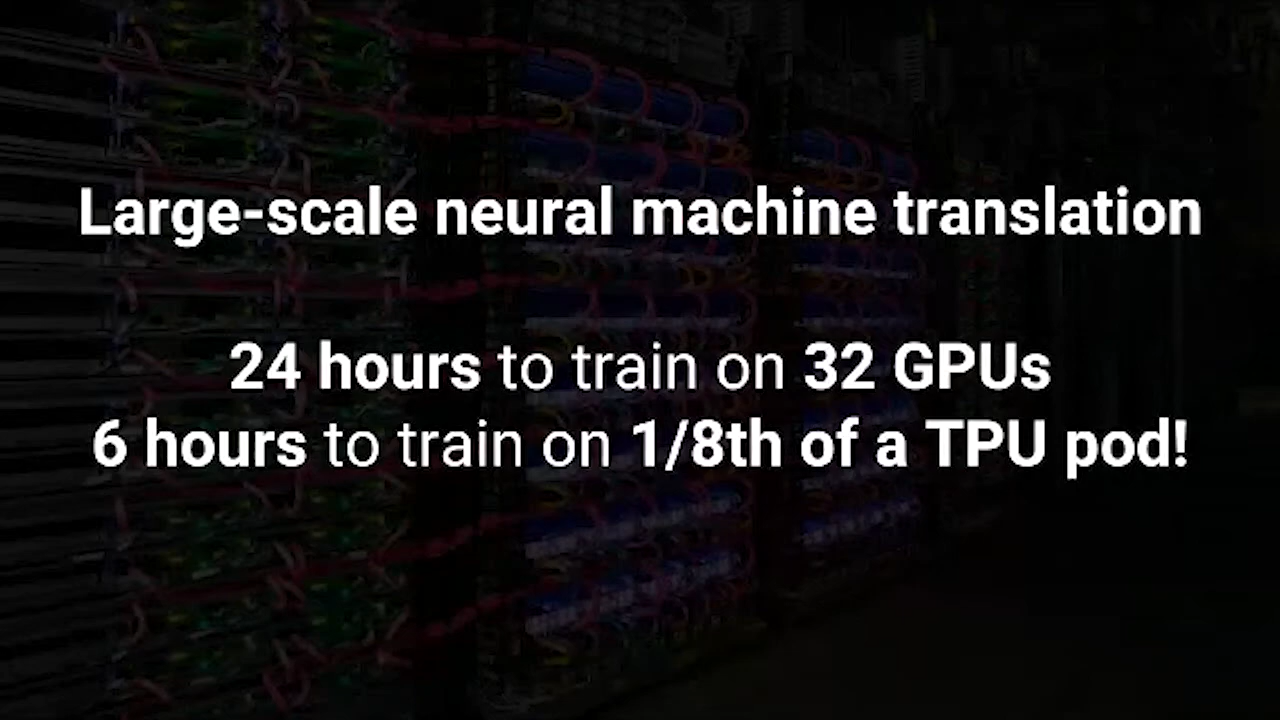 Large-scale neural machine translation
24 hours to train on 32 GPUs
6 hours to train on 1/8th of a TPU pod!